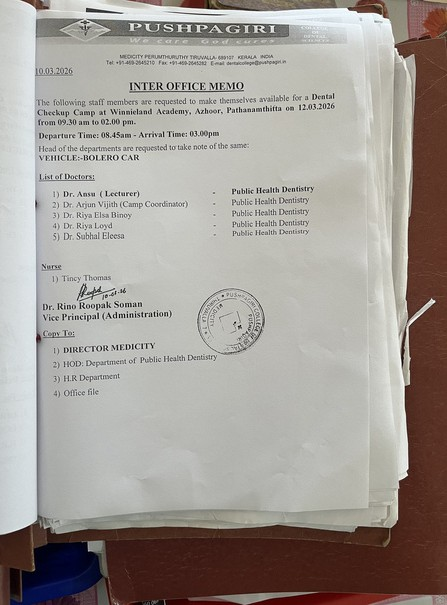 PUSHPAGIRI
COLLEGE
OF
DENTAL
SCIENCES
We care God cures
MEDICITY PERUMTHURUTHY TIRUVALLA- 689107 KERALA INDIA
Tel: +91-469-2645210 Fax: +91-469-2645282 E-mail: dentalcollege@pushpagiri.in
10.03.2026
INTER OFFICE MEMO
The following staff members are requested to make themselves available for a Dental
Checkup Camp at Winnieland Academy, Azhoor, Pathanamthitta on 12.03.2026
from 09.30 am to 02.00 pm.
Departure Time: 08.45am - Arrival Time: 03.00pm
Head of the departments are requested to take note of the same:
VEHICLE:-BOLERO CAR
List of Doctors:
1) Dr. Ansu ( Lecturer) - Public Health Dentistry
2) Dr. Arjun Vijith (Camp Coordinator) - Public Health Dentistry
3) Dr. Riya Elsa Binoy - Public Health Dentistry
4) Dr. Riya Loyd - Public Health Dentistry
5) Dr. Subhal Eleesa - Public Health Dentistry
Nurse
1) Tincy Thomas
Dr. Rino Roopak Soman
Vice Principal (Administration)
Copy To:
1) DIRECTOR MEDICITY
2) HOD: Department of Public Health Dentistry
3) H.R Department
4) Office file